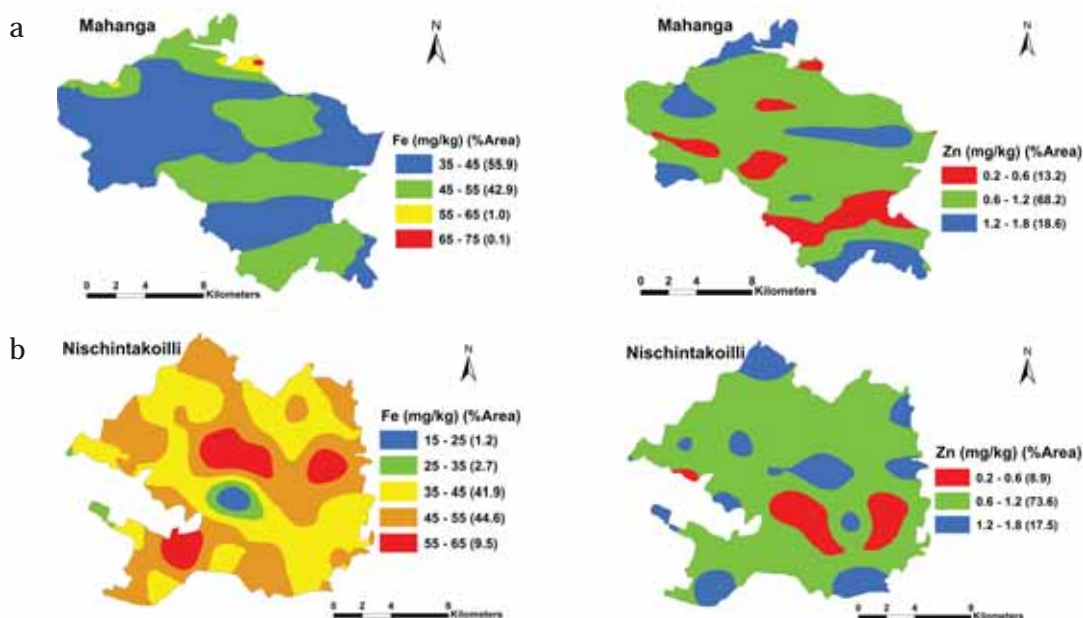 a
Mahanga
N
Fe (mg/kg) (%Area)
35 - 45 (55.9)
45 - 55 (42.9)
55 - 65 (1.0)
65 - 75 (0.1)
0 2 4 8
Kilometers
Mahanga
N
Zn (mg/kg) (%Area)
0.2 - 0.6 (13.2)
0.6 - 1.2 (68.2)
1.2 - 1.8 (18.6)
0 2 4 8
Kilometers
b
Nischintakoilli
N
Fe (mg/kg) (%Area)
15 - 25 (1.2)
25 - 35 (2.7)
35 - 45 (41.9)
45 - 55 (44.6)
55 - 65 (9.5)
0 2 4 8
Kilometers
Nischintakoilli
N
Zn (mg/kg) (%Area)
0.2 - 0.6 (8.9)
0.6 - 1.2 (73.6)
1.2 - 1.8 (17.5)
0 2 4 8
Kilometers